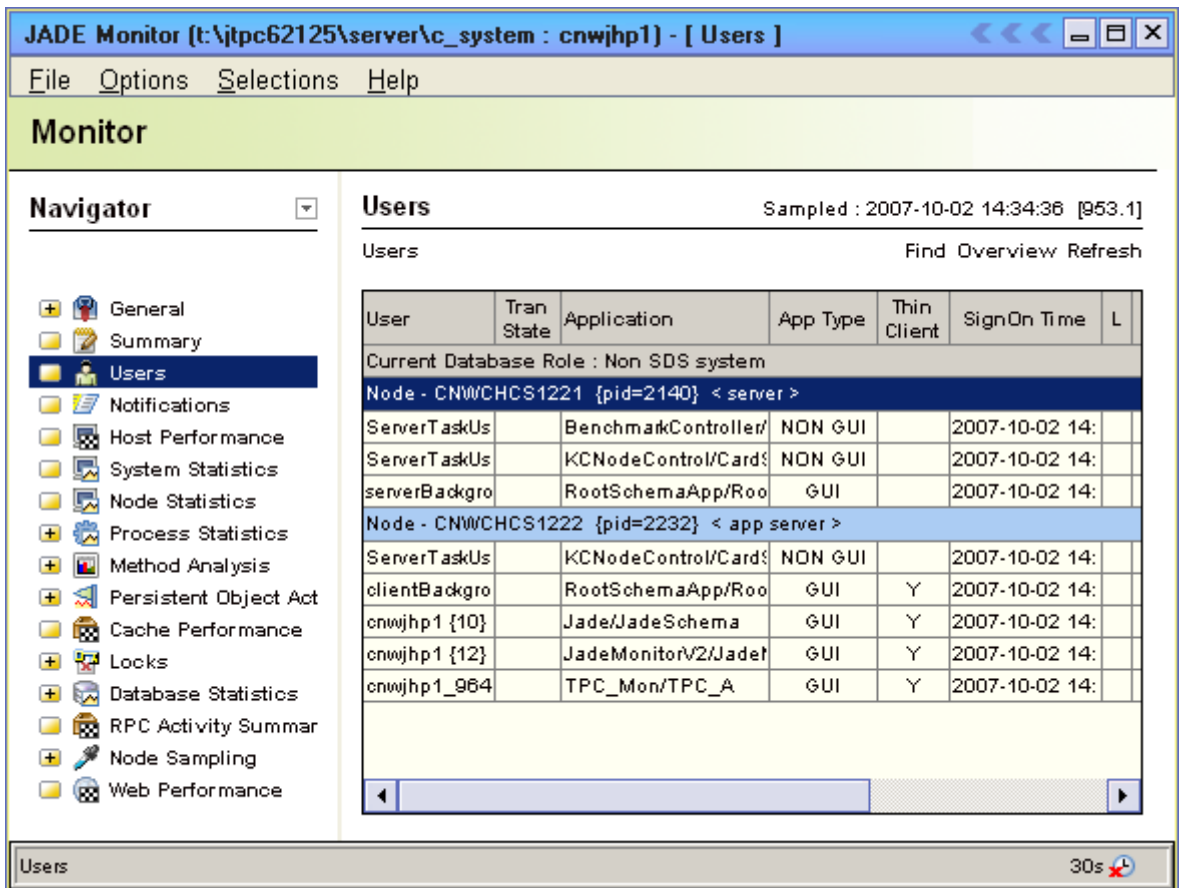 JADE Monitor (t:\jtpc62125\server\c_system : cnwjhp1) - [ Users ]
File Options Selections Help
Monitor
Navigator
General
Summary
Users
Notifications
Host Performance
System Statistics
Node Statistics
Process Statistics
Method Analysis
Persistent Object Act
Cache Performance
Locks
Database Statistics
RPC Activity Summar
Node Sampling
Web Performance
Users Sampled : 2007-10-02 14:34:36 [953.1]
Users Find Overview Refresh
User Tran State Application App Type Thin Client SignOn Time L
Current Database Role : Non SDS system
Node - CNWCHCS1221 {pid=2140} < server >
ServerTaskUs BenchmarkController/ NON GUI 2007-10-02 14:
ServerTaskUs KCNodeControl/CardS NON GUI 2007-10-02 14:
serverBackgro RootSchemaApp/Roo GUI 2007-10-02 14:
Node - CNWCHCS1222 {pid=2232} < app server >
ServerTaskUs KCNodeControl/CardS NON GUI 2007-10-02 14:
clientBackgro RootSchemaApp/Roo GUI Y 2007-10-02 14:
cnwjhp1 {10} Jade/JadeSchema GUI Y 2007-10-02 14:
cnwjhp1 {12} JadeMonitorV2/JadeM GUI Y 2007-10-02 14:
cnwjhp1_964 TPC_Mon/TPC_A GUI Y 2007-10-02 14:
Users 30s